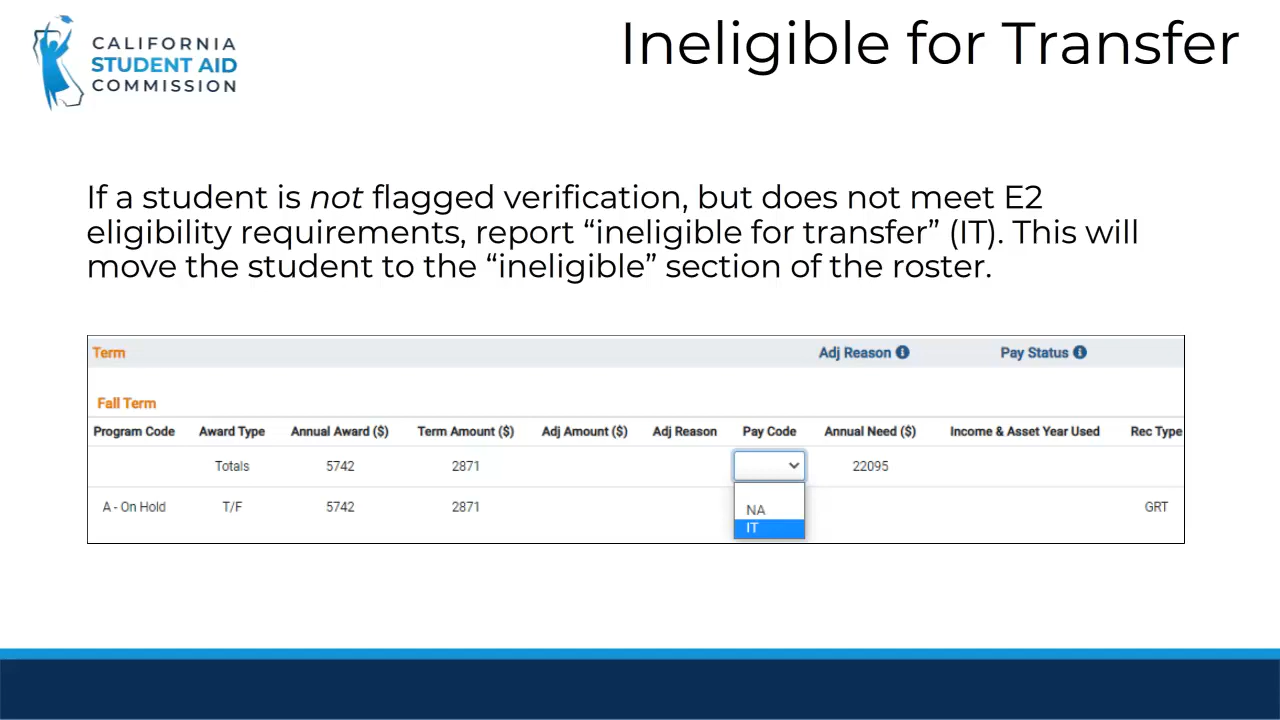 CALIFORNIA
STUDENT AID
COMMISSION
Ineligible for Transfer
If a student is not flagged verification, but does not meet E2
eligibility requirements, report “ineligible for transfer” (IT). This will
move the student to the “ineligible” section of the roster.
Term Adj Reason Pay Status
Fall Term
Program Code Award Type Annual Award ($) Term Amount ($) Adj Amount ($) Adj Reason Pay Code Annual Need ($) Income & Asset Year Used Rec Type
Totals 5742 2871 22095
A - On Hold T/F 5742 2871 NA GRT
IT